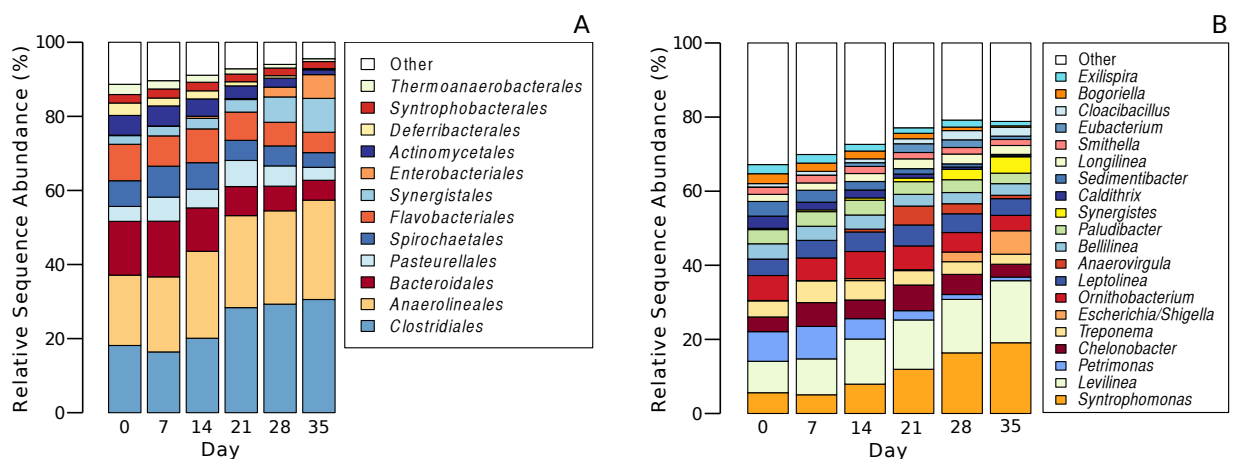 A
Relative Sequence Abundance (%)
100
80
60
40
20
0
0 7 14 21 28 35
Day
Other
Thermoanaerobacterales
Syntrophobacterales
Deferribacterales
Actinomycetales
Enterobacteriales
Synergistales
Flavobacteriales
Spirochaetales
Pasteurellales
Bacteroidales
Anaerolineales
Clostridiales
B
Relative Sequence Abundance (%)
100
80
60
40
20
0
0 7 14 21 28 35
Day
Other
Exilispira
Bogoriella
Cloacibacillus
Eubacterium
Smithella
Longilinea
Sedimentibacter
Caldithrix
Synergistes
Paludibacter
Bellilinea
Anaerovirgula
Leptolinea
Ornithobacterium
Escherichia/Shigella
Treponema
Chelonobacter
Petrimonas
Levilinea
Syntrophomonas